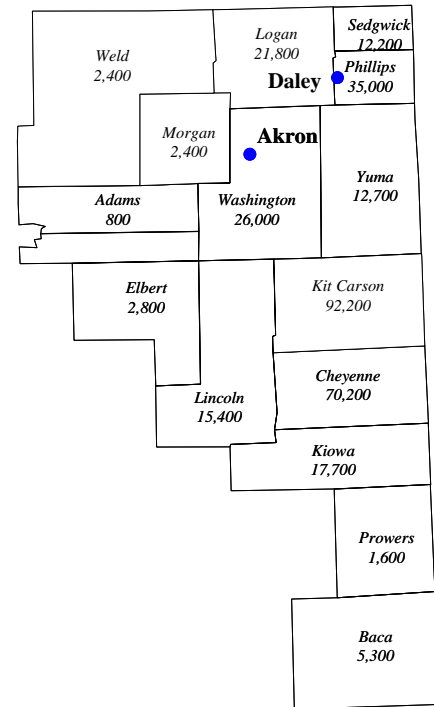 Sedgwick
12,200
Logan
21,800
Weld
2,400
Phillips
35,000
Daley
Morgan
2,400
Akron
Yuma
12,700
Adams
800
Washington
26,000
Elbert
2,800
Kit Carson
92,200
Cheyenne
70,200
Lincoln
15,400
Kiowa
17,700
Prowers
1,600
Baca
5,300